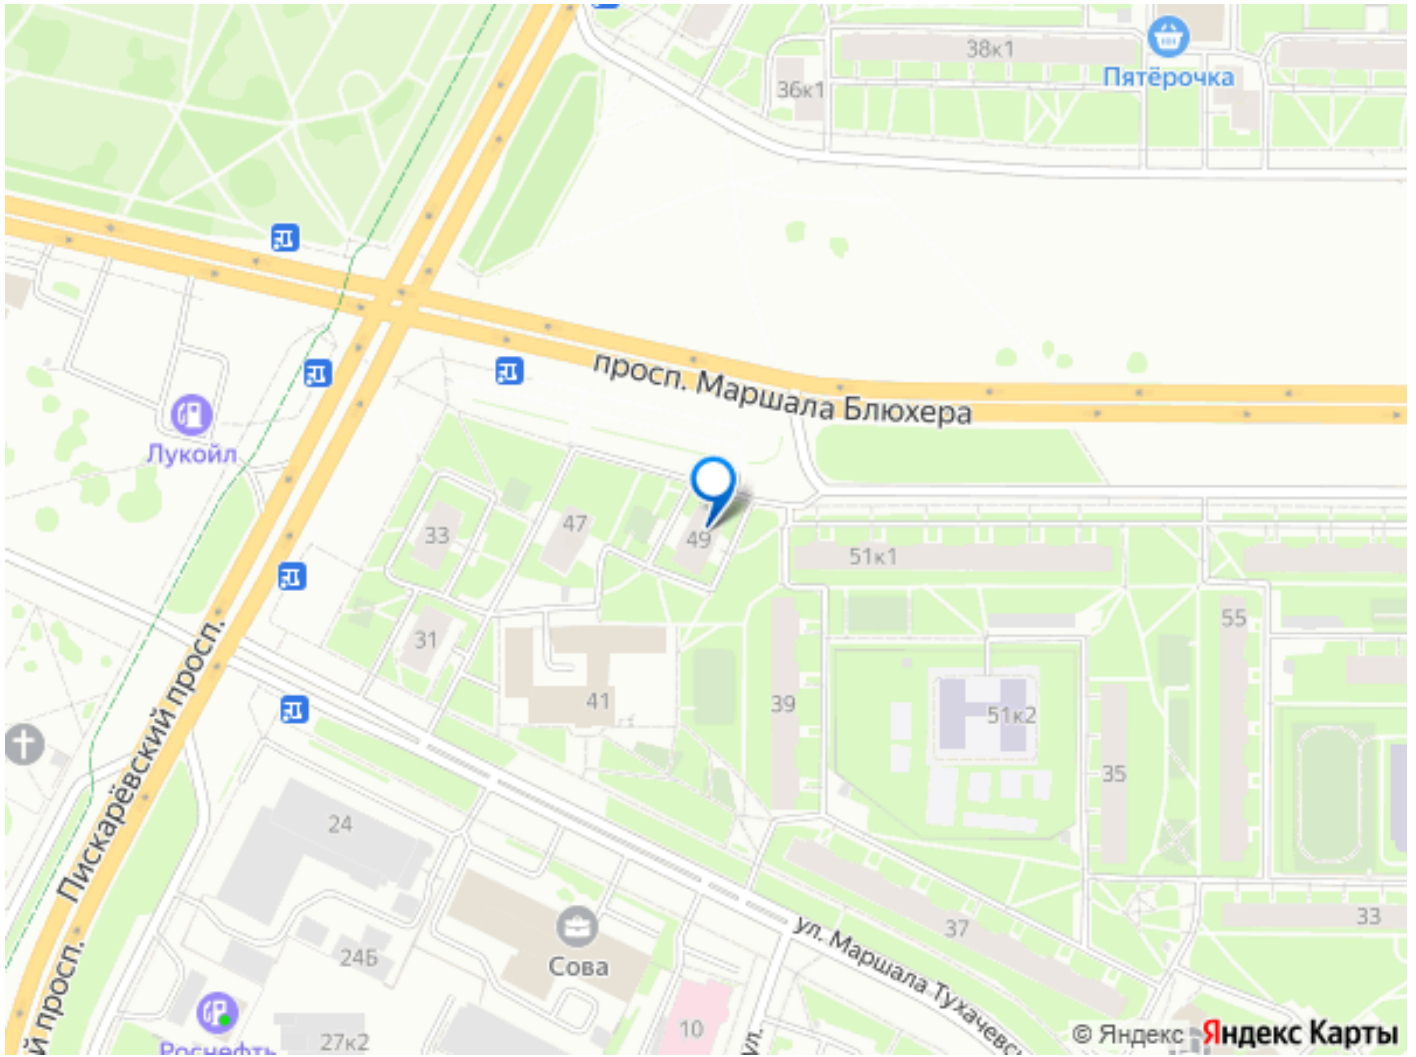 38к1
Пятёрочка
36к1
просп. Маршала Блюхера
Лукойл
33
47
49
51к1
31
55
41
39
51к2
35
Пискарёвский просп.
24
37
33
ул. Маршала Тухачевс
Сова
24Б
й просп.
10
ул.
27к2
Роснефть
© Яндекс Яндекс Карты